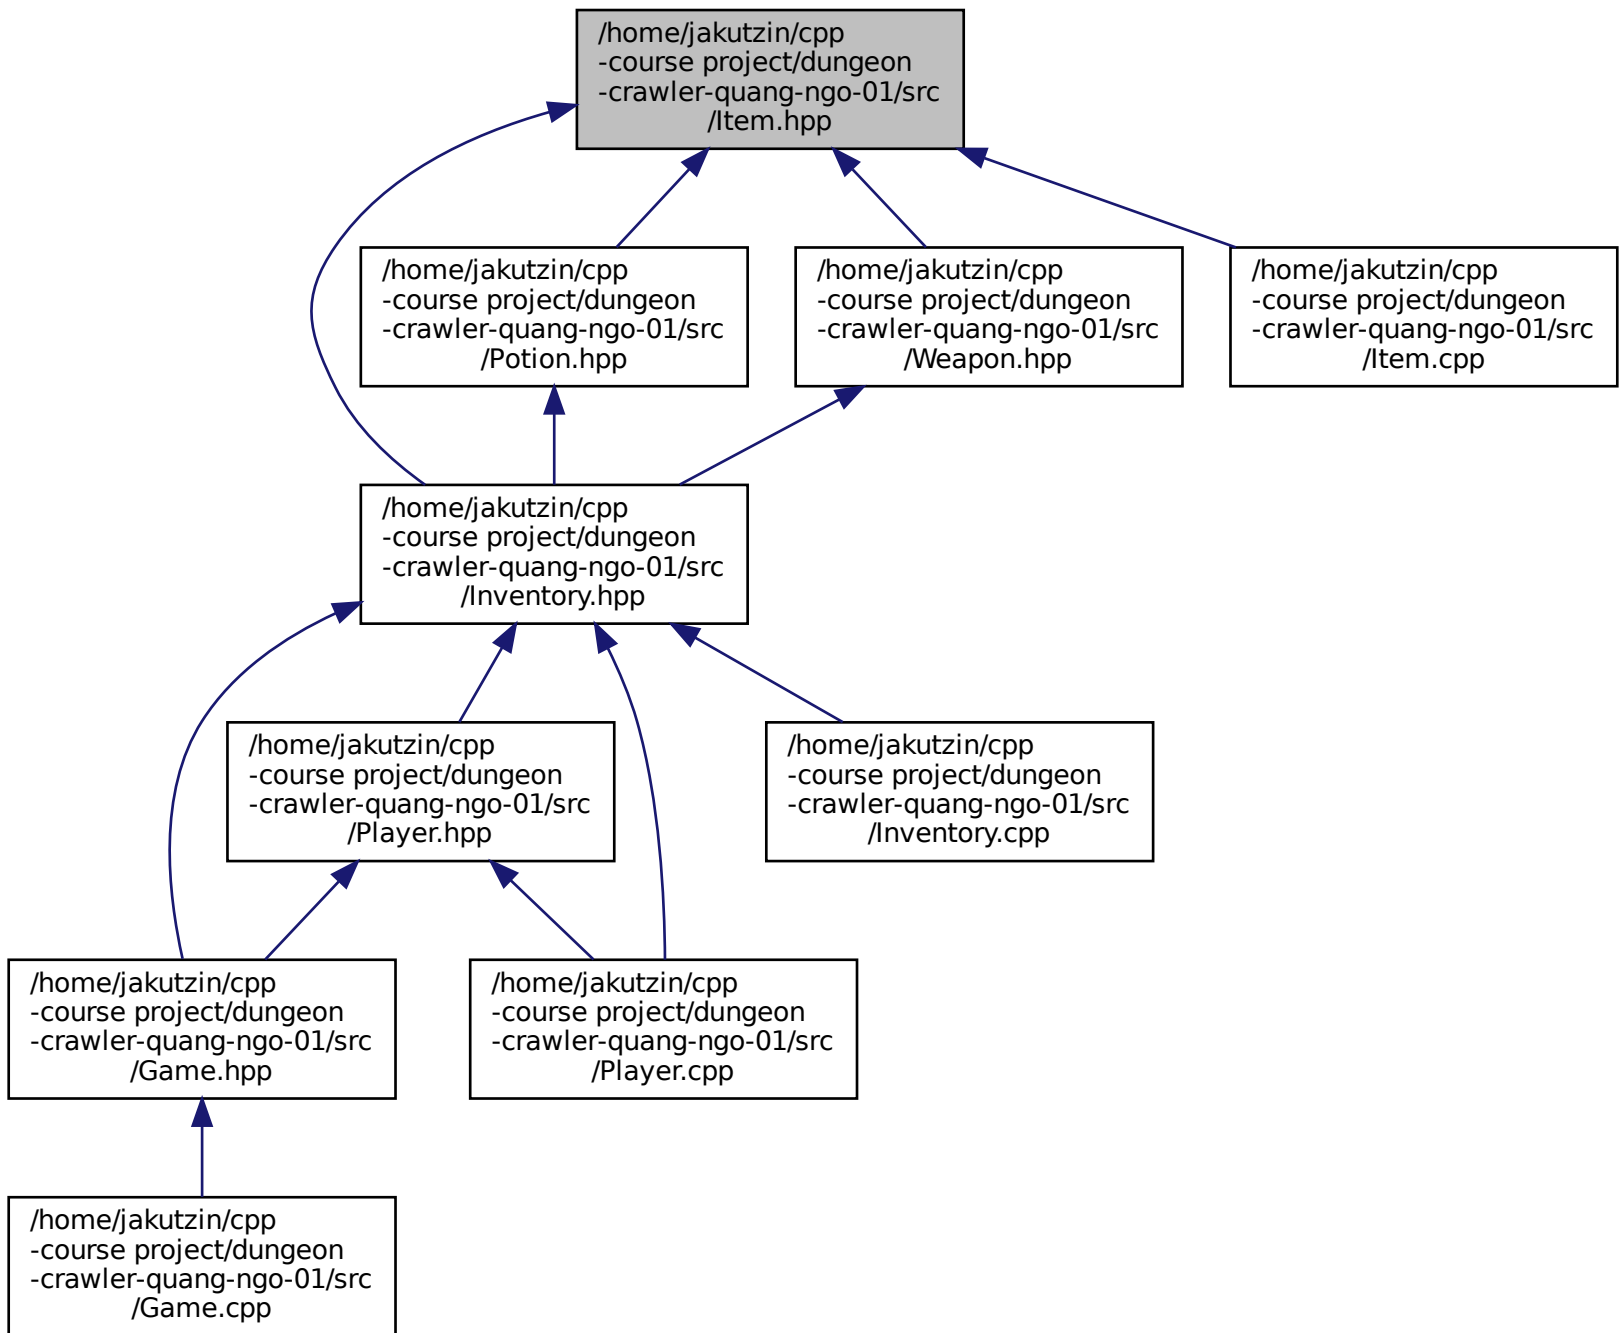 /home/jakutzin/cpp
-course project/dungeon
-crawler-quang-ngo-01/src
/Item.hpp
/home/jakutzin/cpp
-course project/dungeon
-crawler-quang-ngo-01/src
/Potion.hpp
/home/jakutzin/cpp
-course project/dungeon
-crawler-quang-ngo-01/src
/Weapon.hpp
/home/jakutzin/cpp
-course project/dungeon
-crawler-quang-ngo-01/src
/Item.cpp
/home/jakutzin/cpp
-course project/dungeon
-crawler-quang-ngo-01/src
/Inventory.hpp
/home/jakutzin/cpp
-course project/dungeon
-crawler-quang-ngo-01/src
/Player.hpp
/home/jakutzin/cpp
-course project/dungeon
-crawler-quang-ngo-01/src
/Inventory.cpp
/home/jakutzin/cpp
-course project/dungeon
-crawler-quang-ngo-01/src
/Game.hpp
/home/jakutzin/cpp
-course project/dungeon
-crawler-quang-ngo-01/src
/Player.cpp
/home/jakutzin/cpp
-course project/dungeon
-crawler-quang-ngo-01/src
/Game.cpp